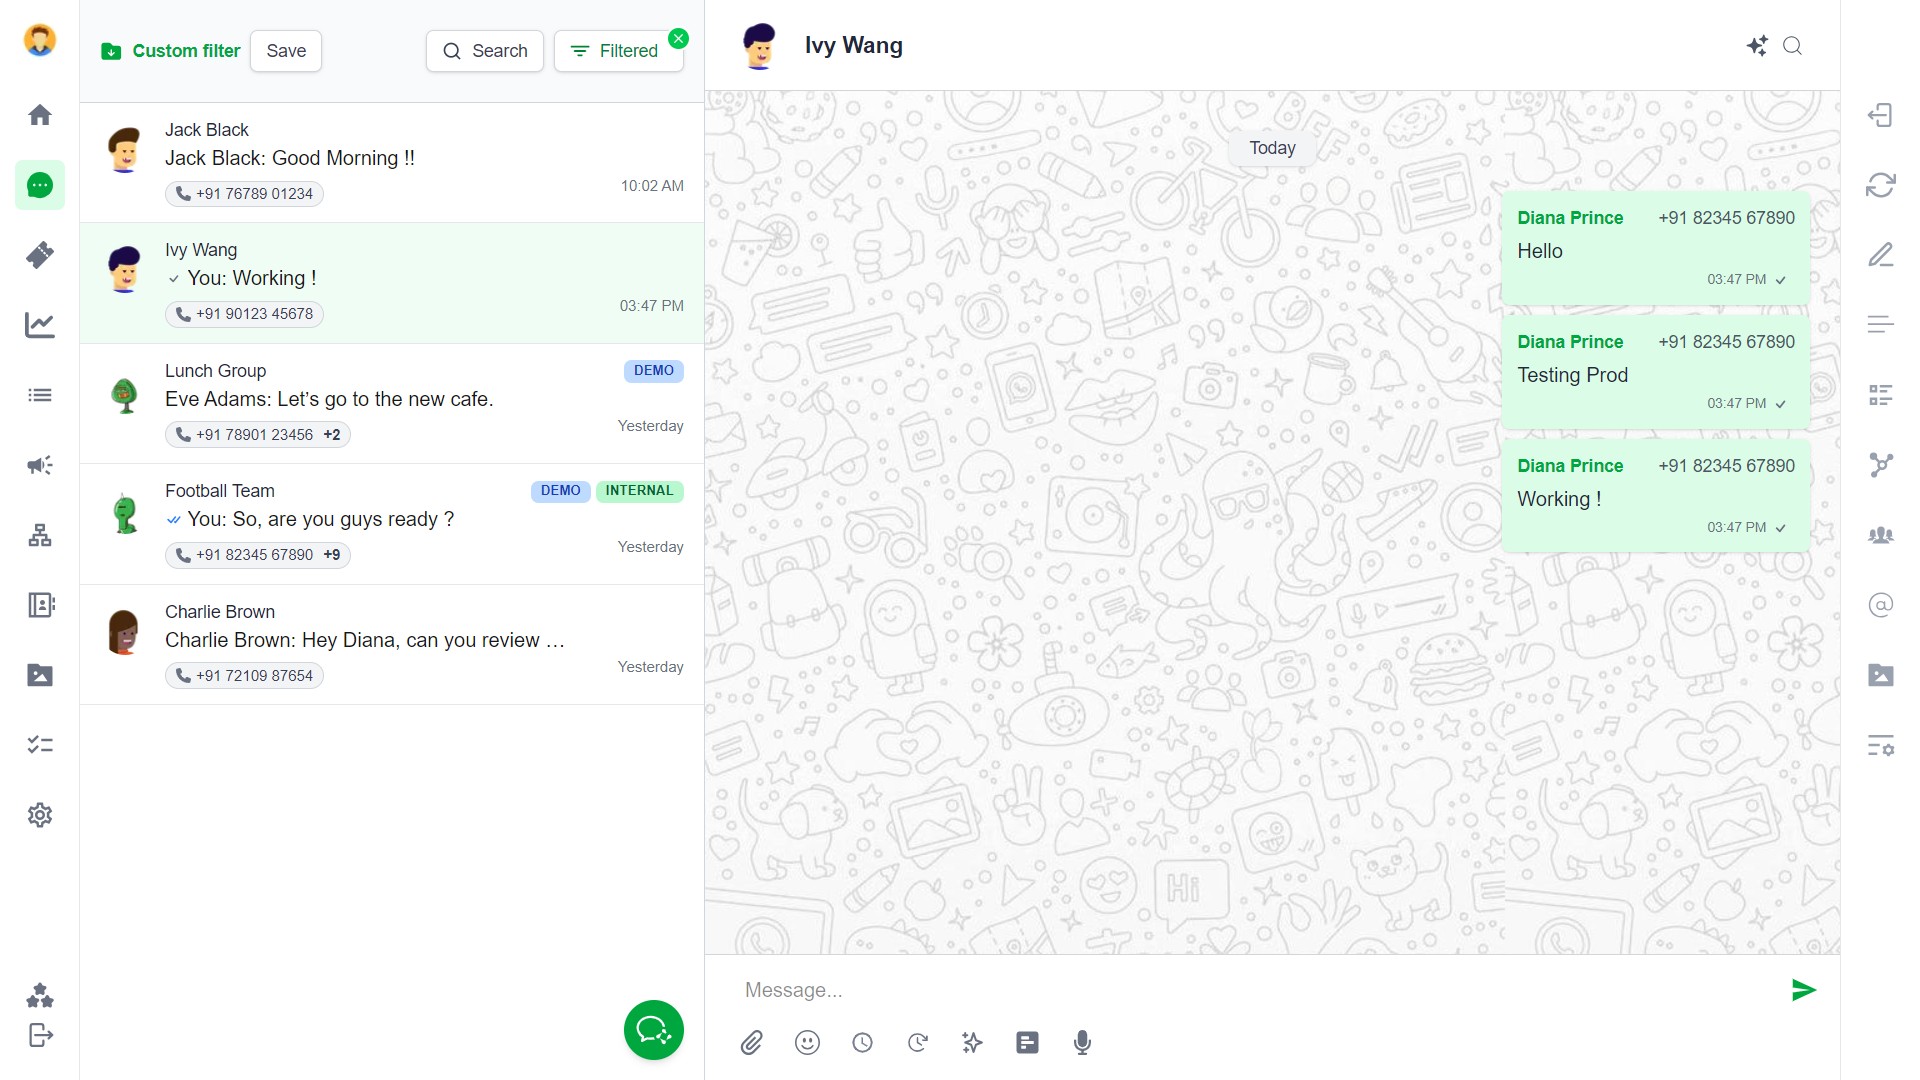 Custom filter
Save
Search
Filtered
Jack Black
Jack Black: Good Morning !!
+91 76789 01234
10:02 AM
Ivy Wang
You: Working !
+91 90123 45678
03:47 PM
Lunch Group
DEMO
Eve Adams: Let's go to the new cafe.
+91 78901 23456 +2
Yesterday
Football Team
DEMO INTERNAL
You: So, are you guys ready ?
+91 82345 67890 +9
Yesterday
Charlie Brown
Charlie Brown: Hey Diana, can you review …
+91 72109 87654
Yesterday
Ivy Wang
Today
Diana Prince +91 82345 67890
Hello
03:47 PM
Diana Prince +91 82345 67890
Testing Prod
03:47 PM
Diana Prince +91 82345 67890
Working !
03:47 PM
Hi
Message...